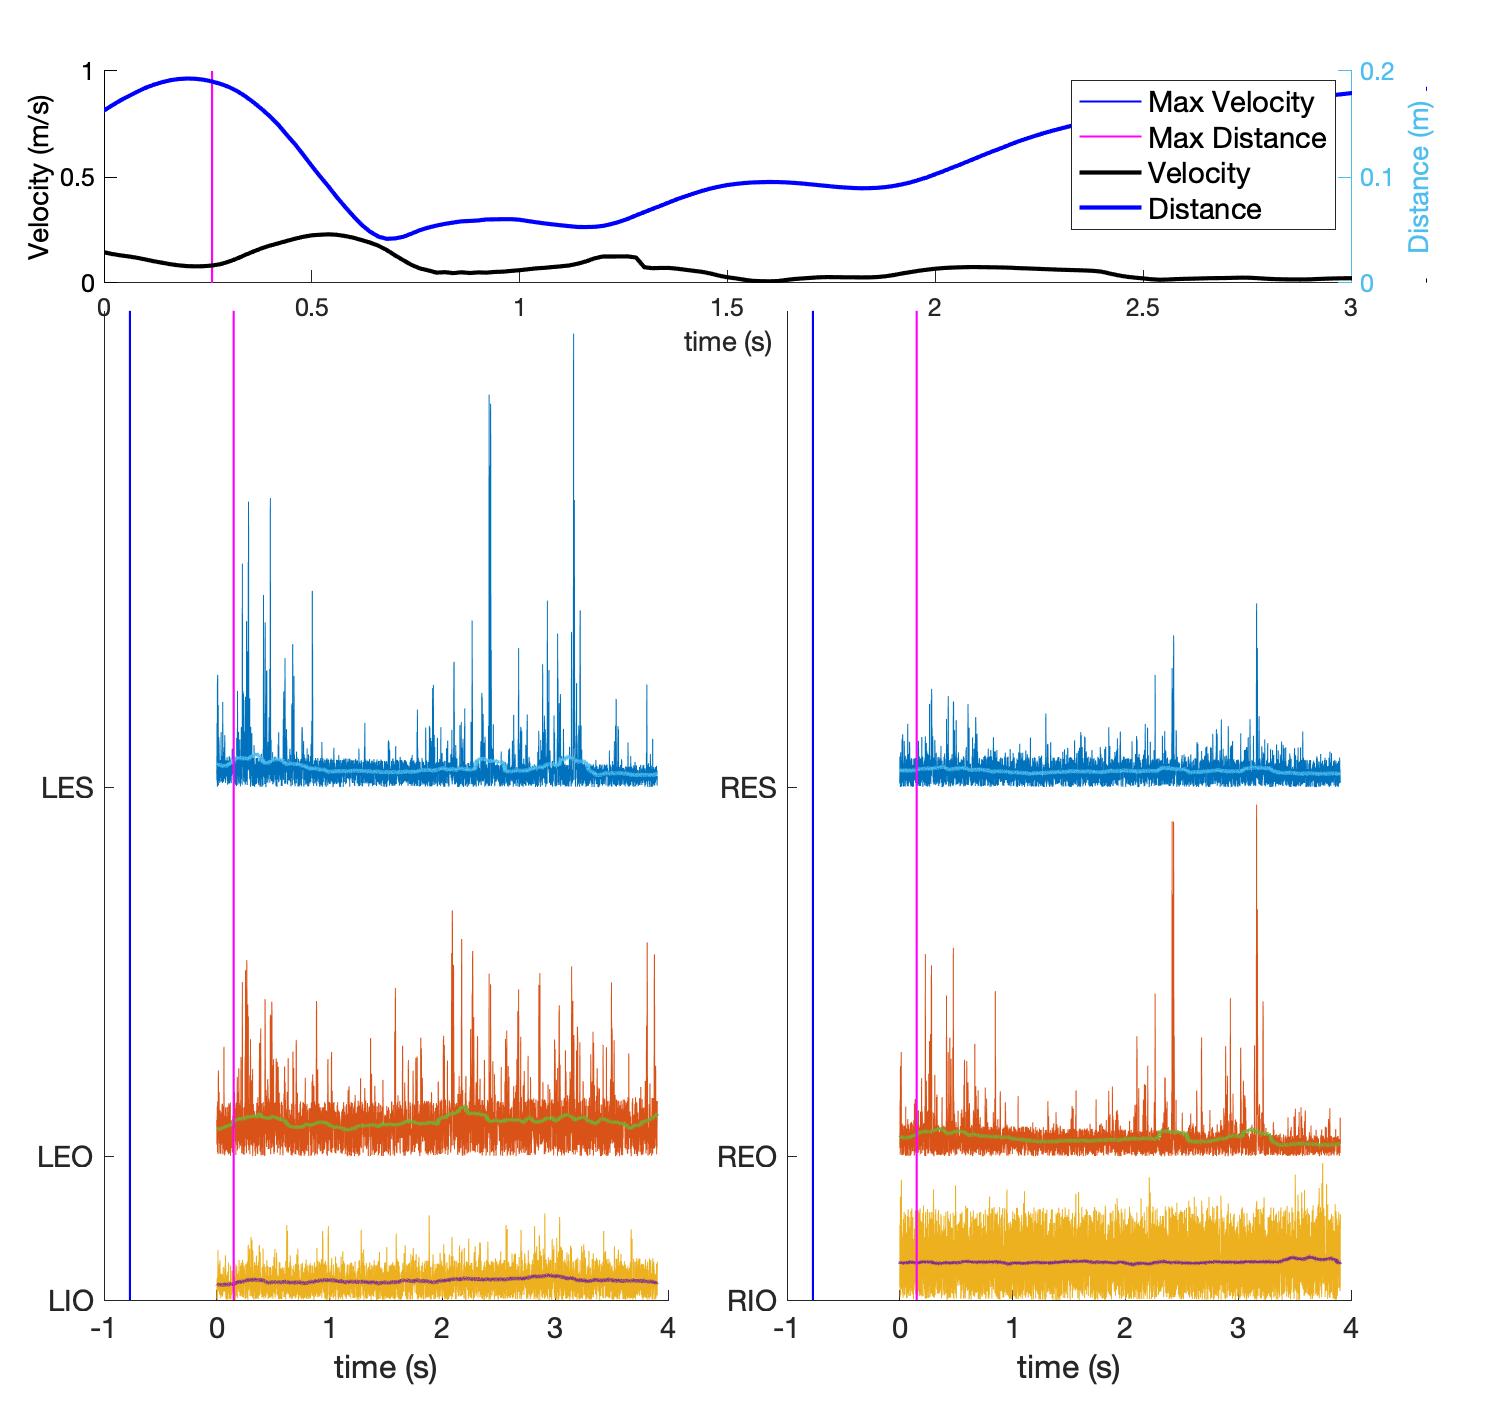 Velocity (m/s)
1
0.5
0
0.2
0.1
0
Distance (m)
Max Velocity
Max Distance
Velocity
Distance
0 0.5 1 1.5 2 2.5 3
time (s)
LES
LEO
LIO
-1 0 1 2 3 4
time (s)
RES
REO
RIO
-1 0 1 2 3 4
time (s)